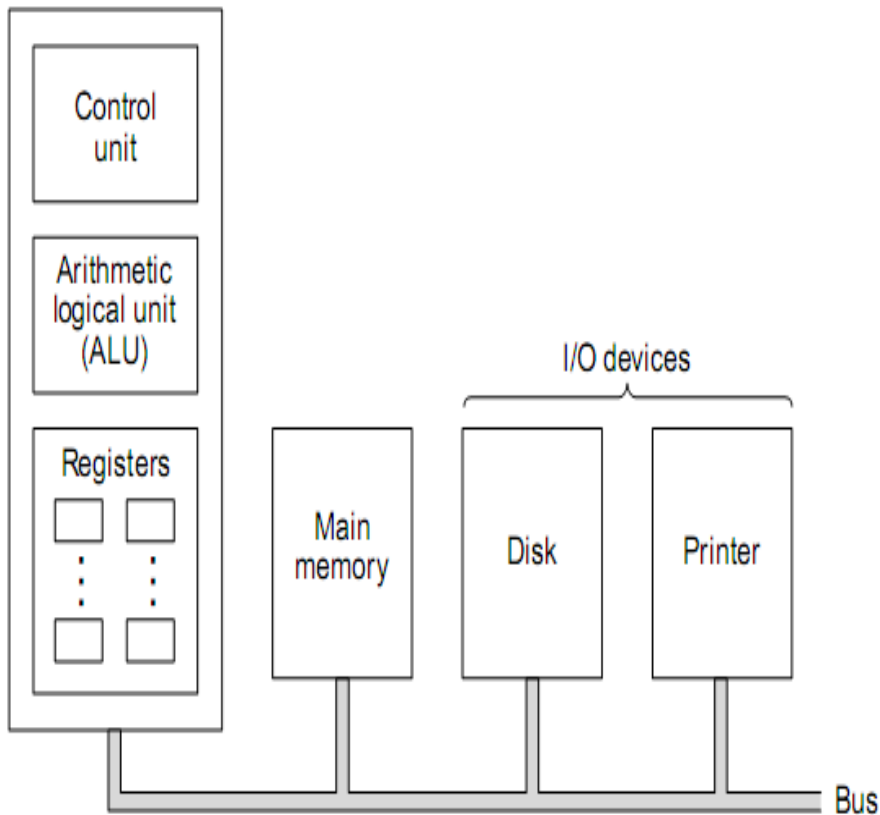 Control
unit
Arithmetic
logical unit
(ALU)
Registers
I/O devices
Main
memory
Disk
Printer
Bus